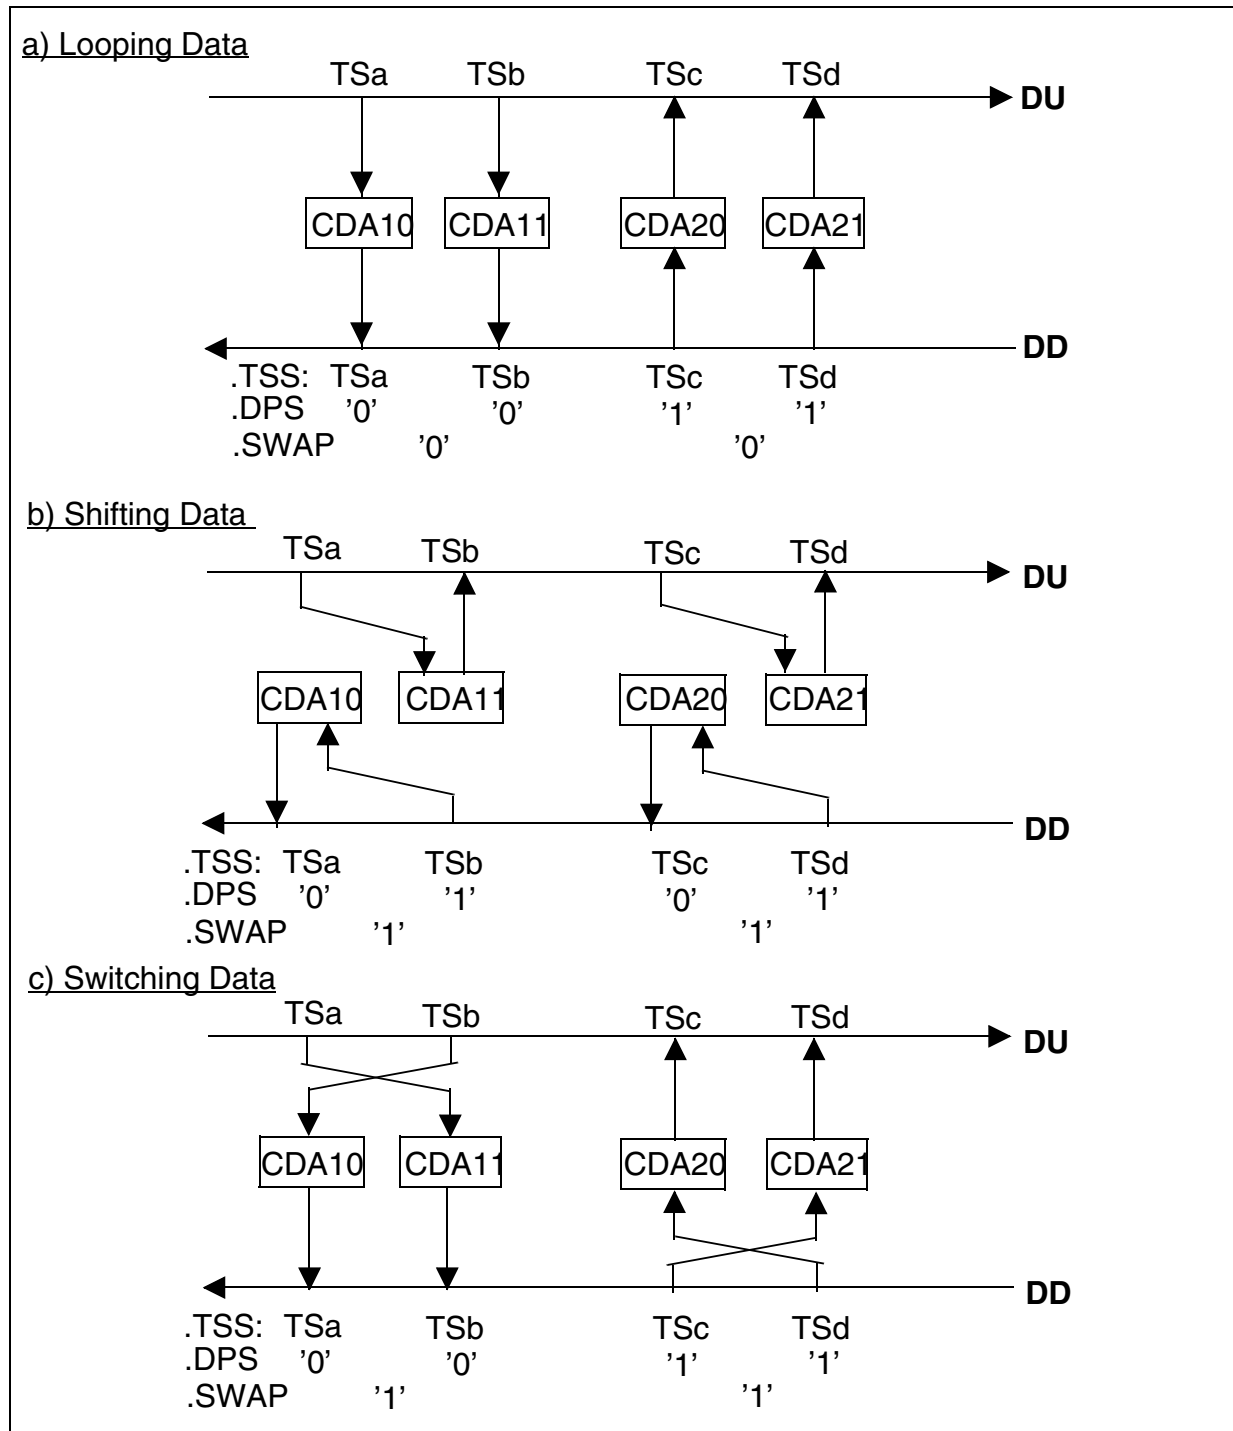 a) Looping Data
TSa TSb TSc TSd
DU
CDA10 CDA11 CDA20 CDA21
DD
.TSS: TSa TSb TSc TSd
.DPS '0' '0' '1' '1'
.SWAP '0' '0'
b) Shifting Data
TSa TSb TSc TSd
DU
CDA10 CDA11 CDA20 CDA21
DD
.TSS: TSa TSb TSc TSd
.DPS '0' '1' '0' '1'
.SWAP '1' '1'
c) Switching Data
TSa TSb TSc TSd
DU
CDA10 CDA11 CDA20 CDA21
DD
.TSS: TSa TSb TSc TSd
.DPS '0' '0' '1' '1'
.SWAP '1' '1'